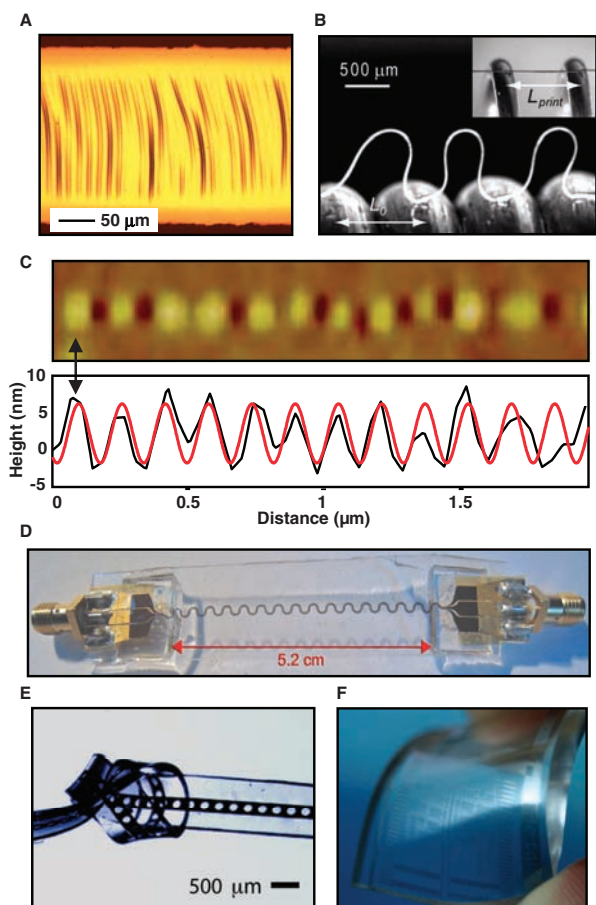 A
50 µm
B
500 µm
L_print
L_0
C
10
5
0
-5
Height (nm)
0
0.5
1
1.5
Distance (µm)
D
5.2 cm
E
500 µm
F